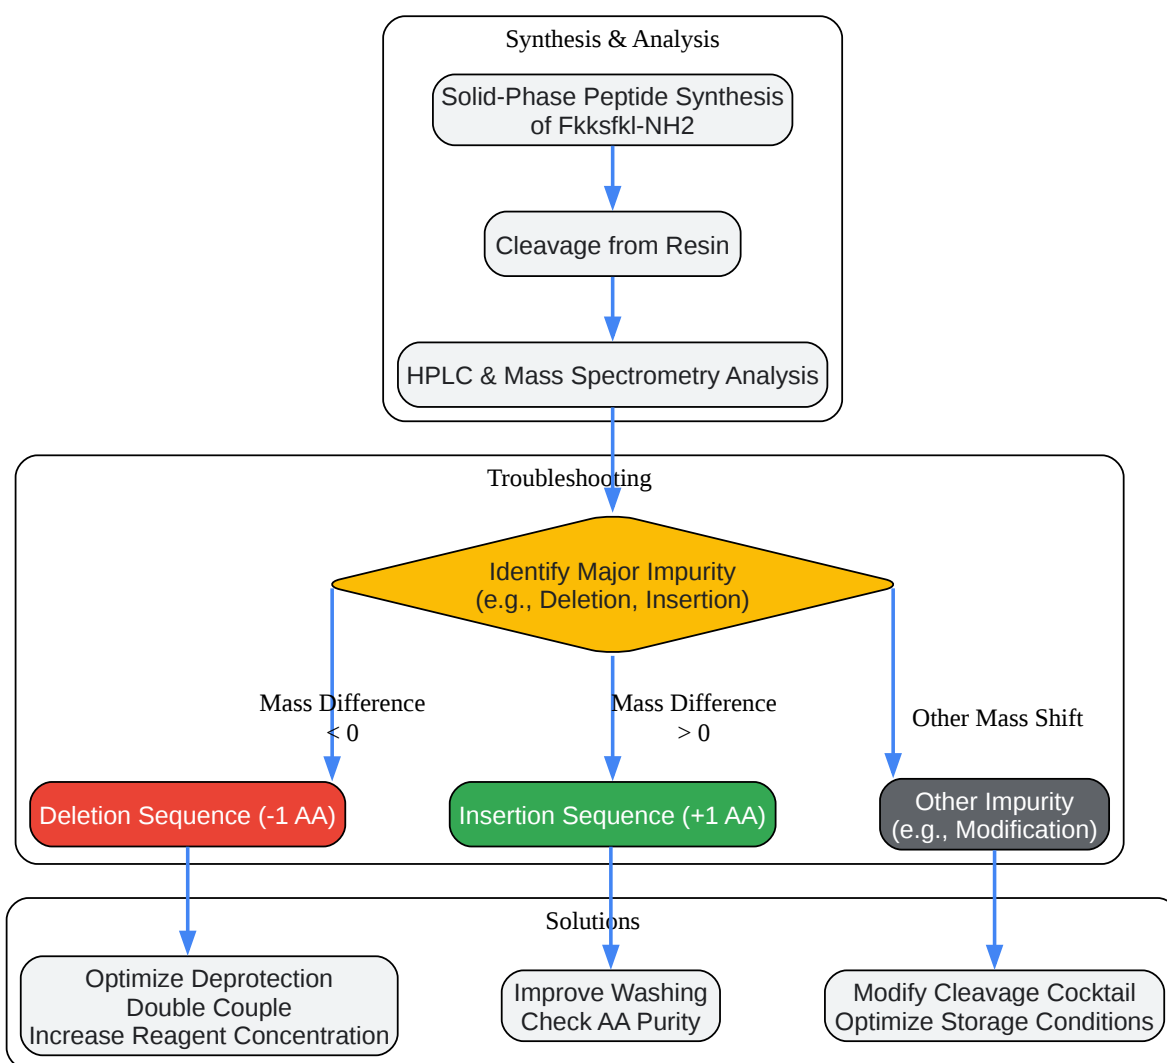 Synthesis & Analysis
Solid-Phase Peptide Synthesis
of Fkksfkl-NH2
Cleavage from Resin
HPLC & Mass Spectrometry Analysis
Troubleshooting
Identify Major Impurity
(e.g., Deletion, Insertion)
Mass Difference
< 0
Mass Difference
> 0
Other Mass Shift
Deletion Sequence (-1 AA)
Insertion Sequence (+1 AA)
Other Impurity
(e.g., Modification)
Solutions
Optimize Deprotection
Double Couple
Increase Reagent Concentration
Improve Washing
Check AA Purity
Modify Cleavage Cocktail
Optimize Storage Conditions